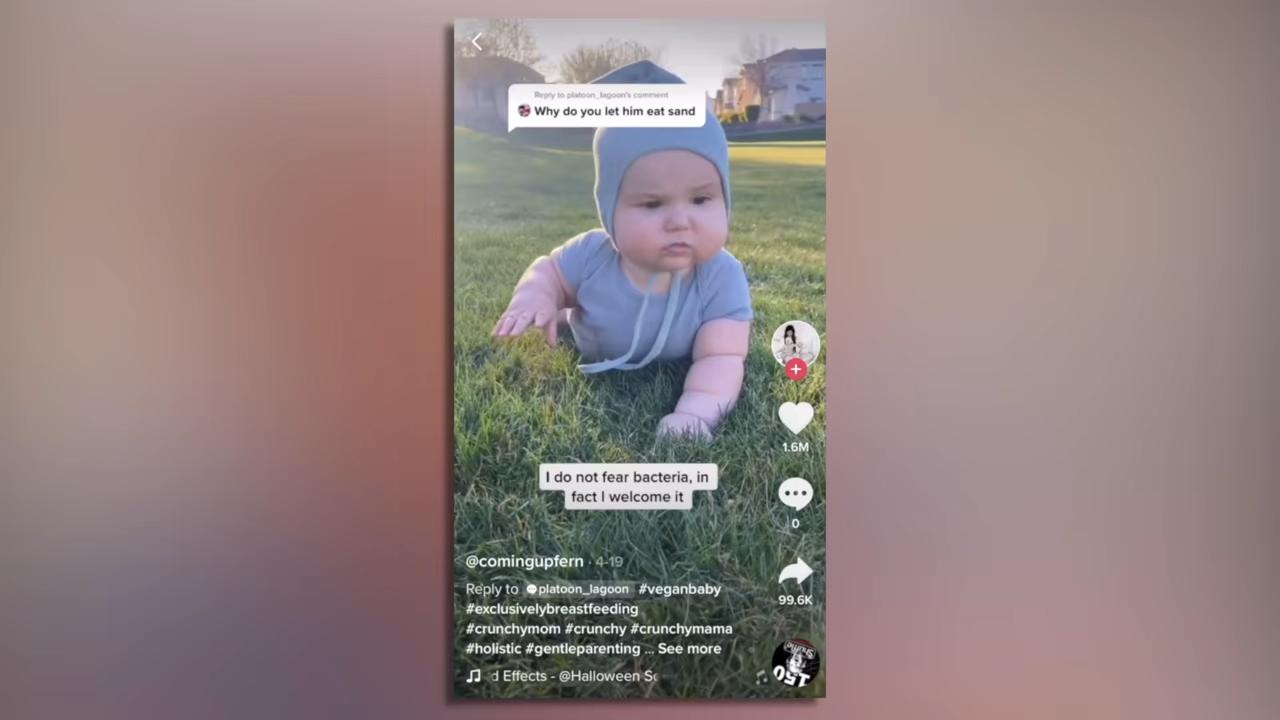 Reply to platoon_lagoon's comment
Why do you let him eat sand
I do not fear bacteria, in
fact I welcome it
1.6M
0
99.6K
@comingupfern · 4-19
Reply to platoon_lagoon #veganbaby
#exclusivelybreastfeeding
#crunchymom #crunchy #crunchymama
#holistic #gentleparenting ... See more
d Effects - @Halloween S